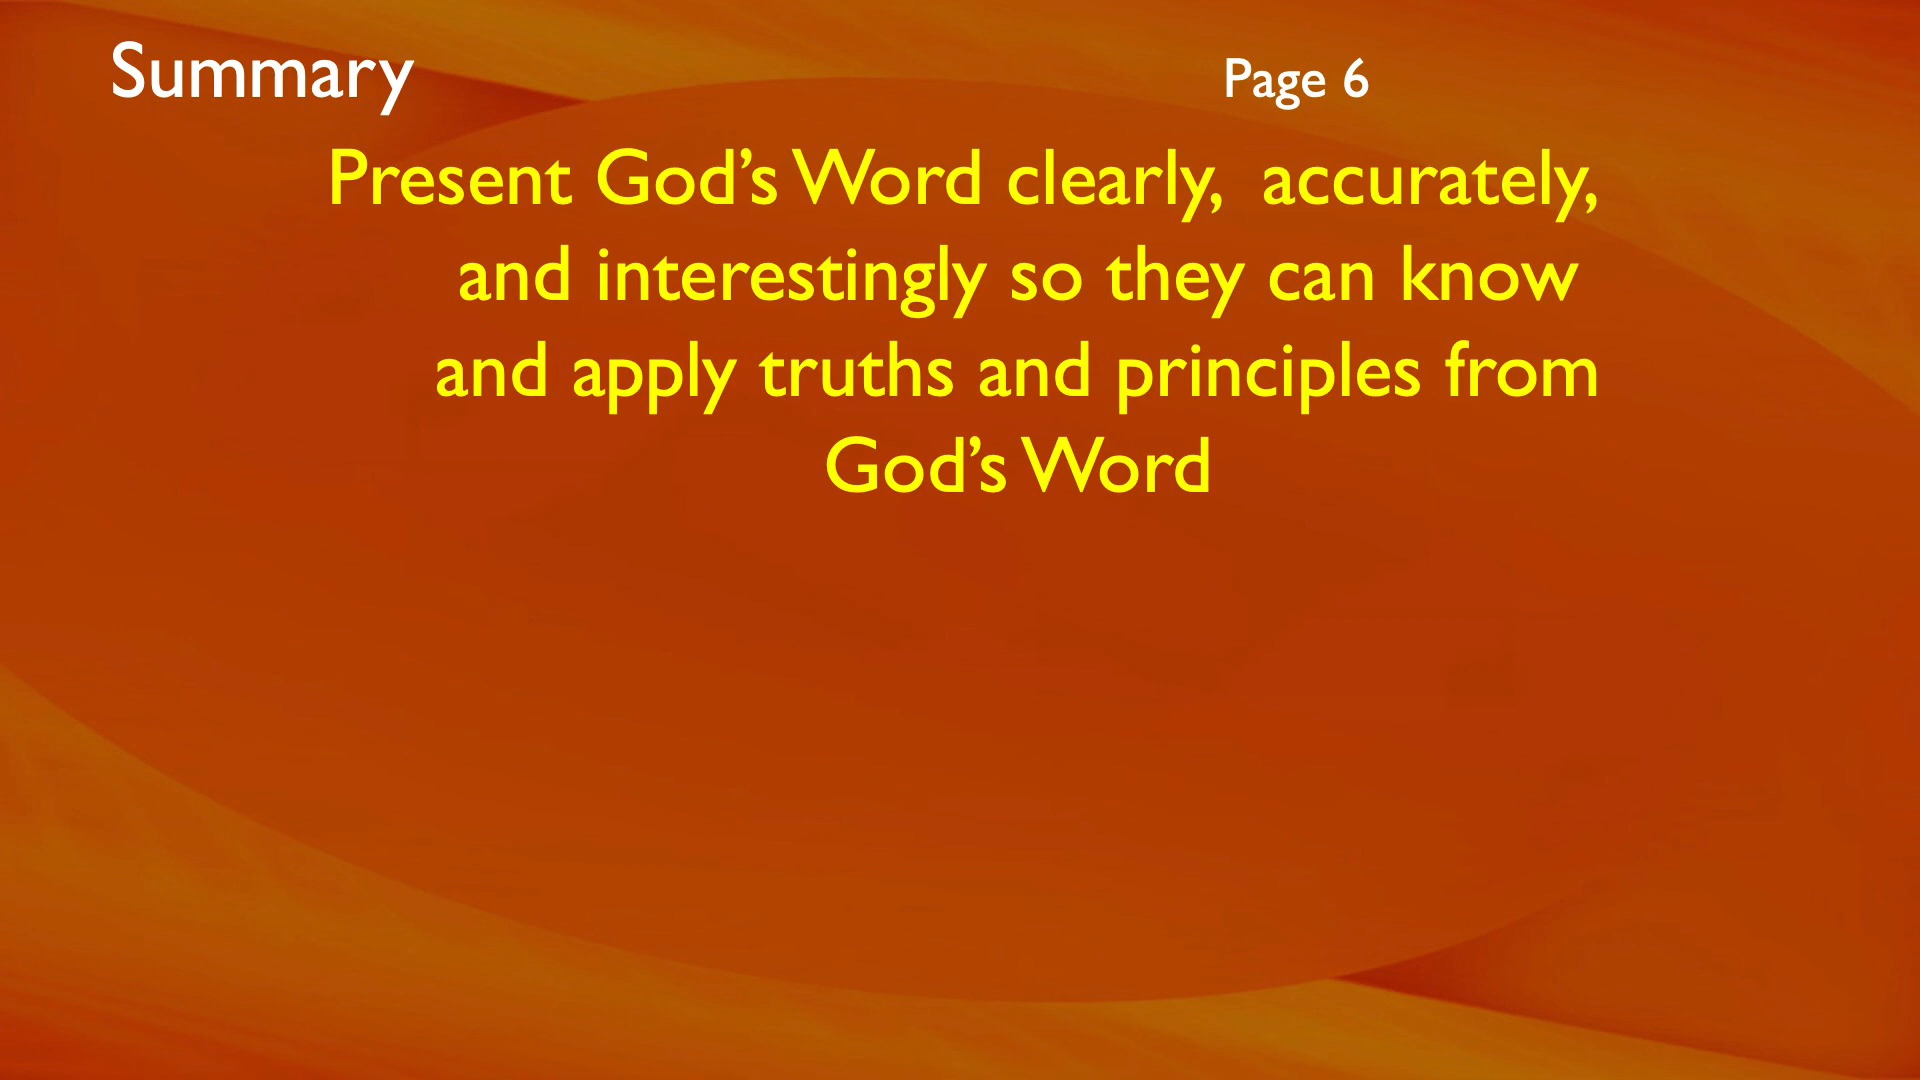 Summary Page 6
Present God’s Word clearly,  accurately,
and interestingly so they can know
and apply truths and principles from
God’s Word